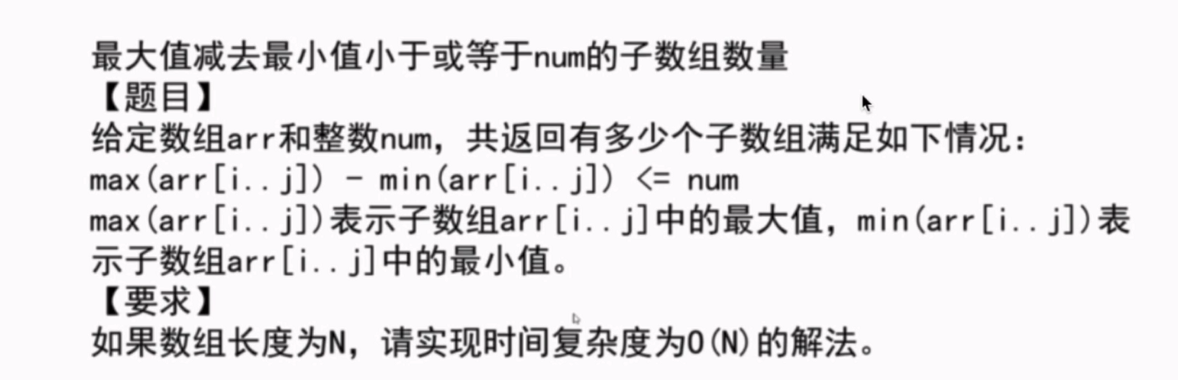 最大值减去最小值小于或等于num的子数组数量
【题目】
给定数组arr和整数num，共返回有多少个子数组满足如下情况：
max(arr[i..j]) - min(arr[i..j]) <= num
max(arr[i..j])表示子数组arr[i..j]中的最大值，min(arr[i..j])表
示子数组arr[i..j]中的最小值。
【要求】
如果数组长度为N，请实现时间复杂度为O(N)的解法。